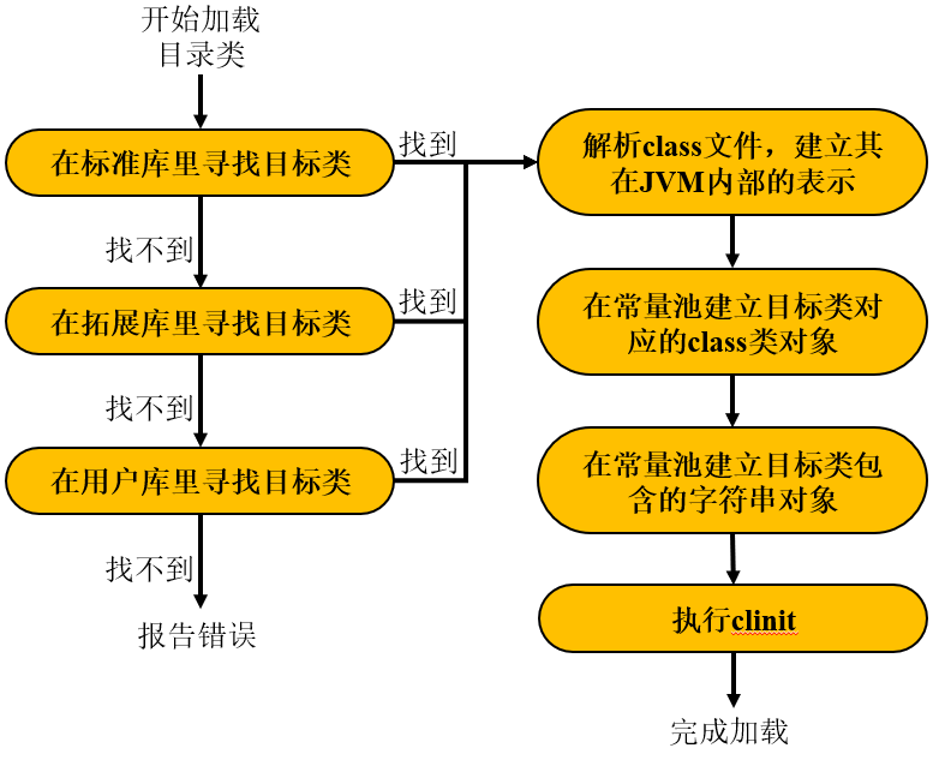 开始加载
目录类
在标准库里寻找目标类
找到
找不到
在拓展库里寻找目标类
找到
找不到
在用户库里寻找目标类
找到
找不到
报告错误
解析class文件，建立其
在JVM内部的表示
在常量池建立目标类对
应的class类对象
在常量池建立目标类包
含的字符串对象
执行clinit
完成加载